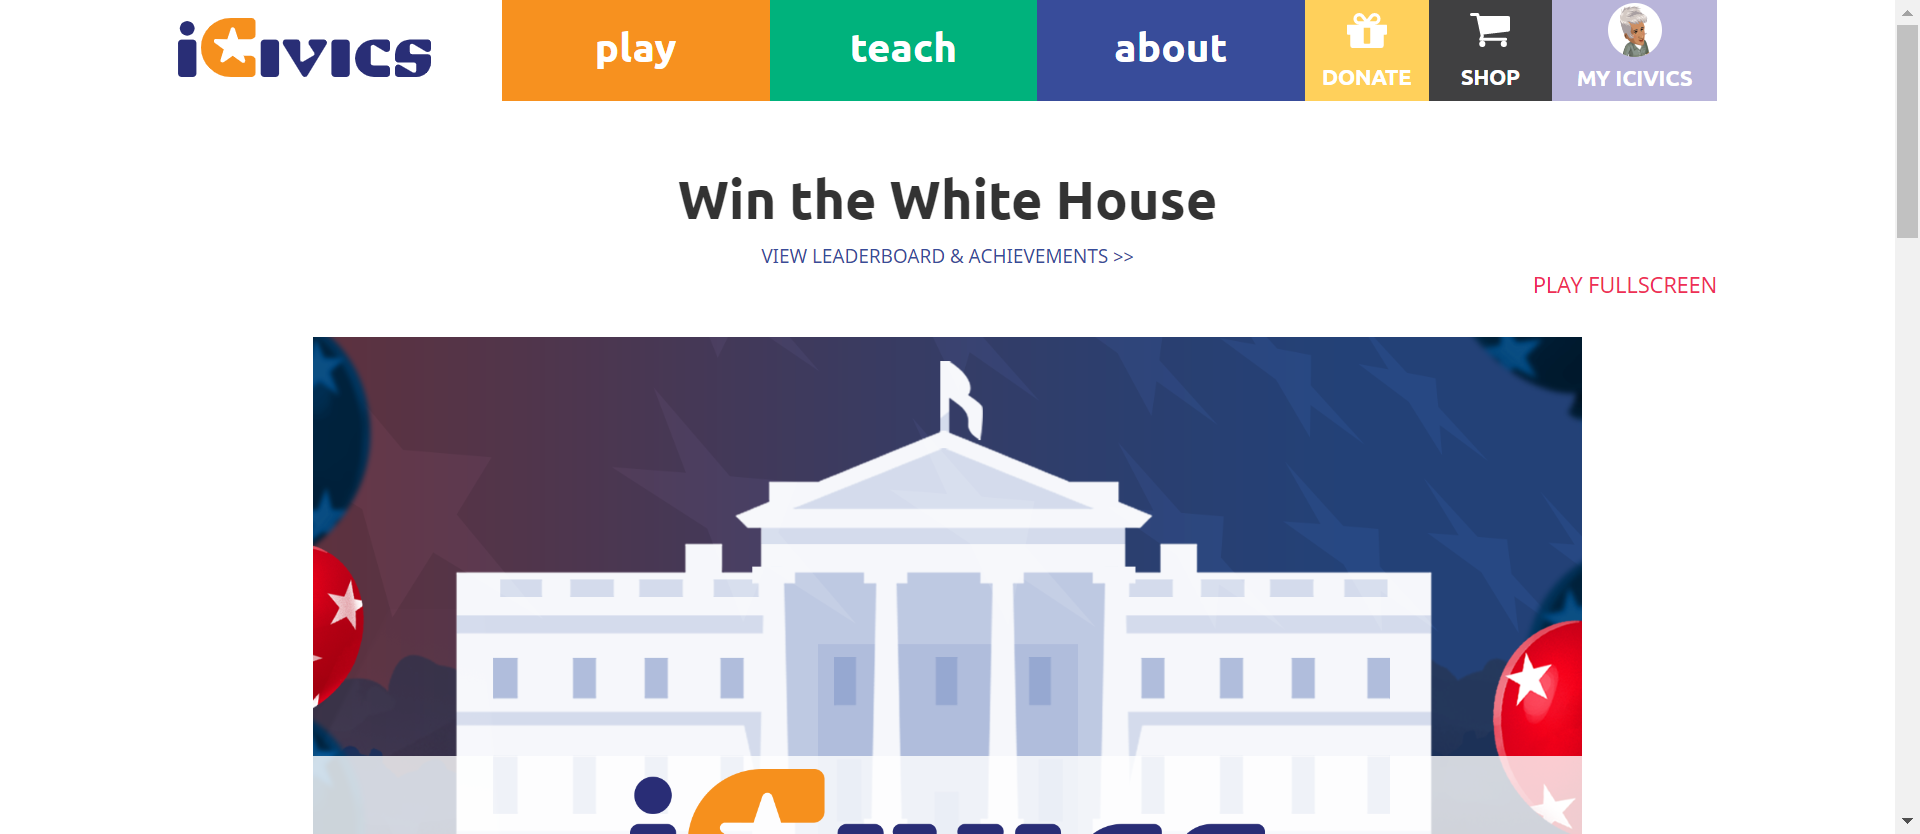 iCivics
play
teach
about
DONATE
SHOP
MY ICIVICS
Win the White House
VIEW LEADERBOARD & ACHIEVEMENTS >>
PLAY FULLSCREEN